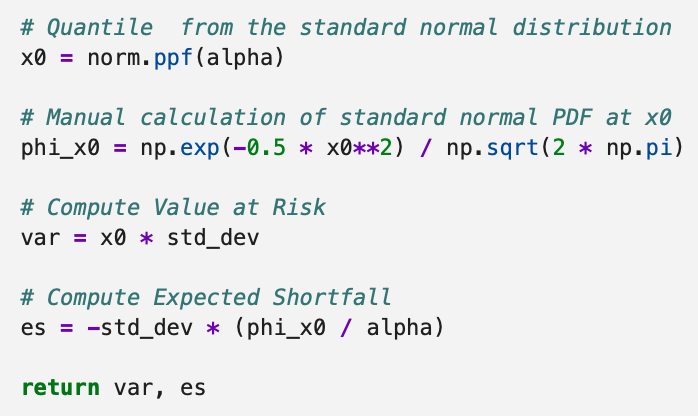 # Quantile  from the standard normal distribution
x0 = norm.ppf(alpha)
# Manual calculation of standard normal PDF at x0
phi_x0 = np.exp(-0.5 * x0**2) / np.sqrt(2 * np.pi)
# Compute Value at Risk
var = x0 * std_dev
# Compute Expected Shortfall
es = -std_dev * (phi_x0 / alpha)
return var, es